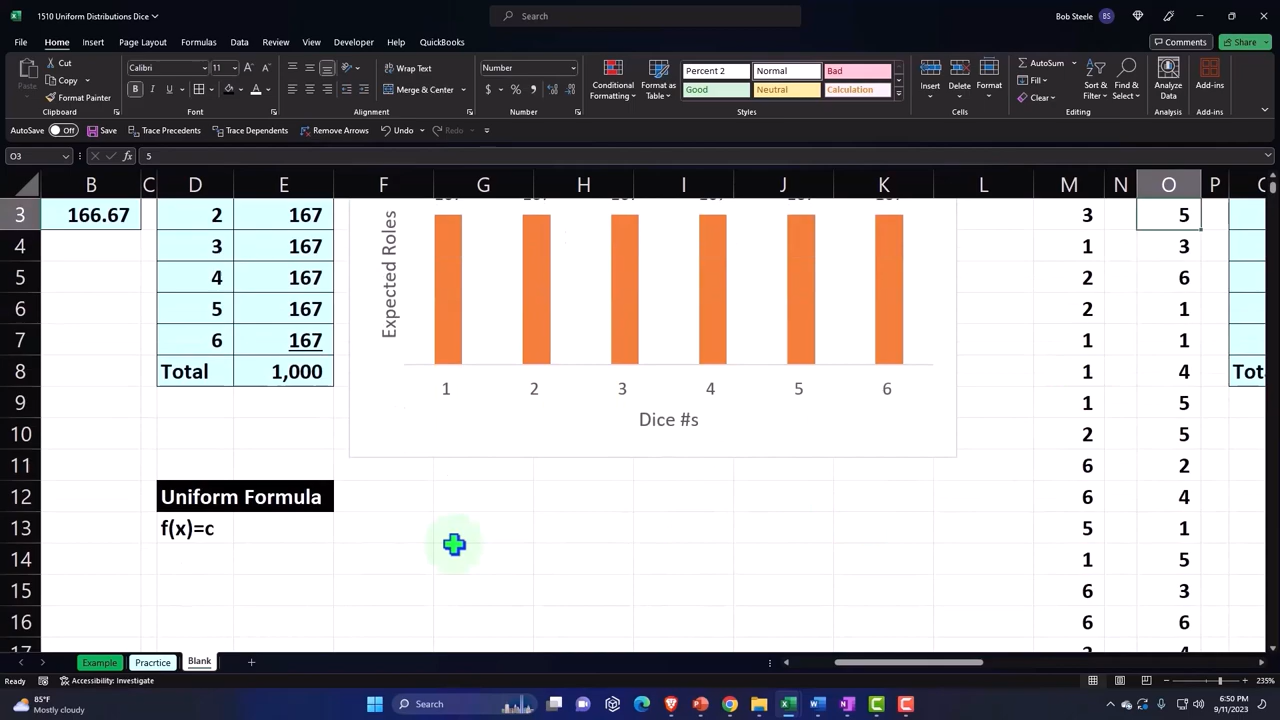 1510 Uniform Distributions Dice
Search
Bob Steele BS
File Home Insert Page Layout Formulas Data Review View Developer Help QuickBooks
Comments Share
Paste
Cut
Copy
Format Painter
Clipboard
Calibri 11
B I U
Font
Wrap Text
Merge & Center
Alignment
Number
$ % 9
Number
Conditional Formatting
Format as Table
Percent 2 Normal Bad
Good Neutral Calculation
Styles
Insert Delete Format
Cells
AutoSum
Fill
Clear
Sort & Filter
Find & Select
Editing
Analyze Data
Analysis
Add-ins
Add-ins
AutoSave Off Save Trace Precedents Trace Dependents Remove Arrows Undo Redo
O3 fx 5
B C D E F G H I J K L M N O P
3 166.67 2 167 3 5
4 3 167 1 3
5 4 167 2 6
6 5 167 2 1
7 6 167 1 1
8 Total 1,000 1 4 Tot
9 1 5
10 2 5
11 6 2
12 Uniform Formula 6 4
13 f(x)=c 5 1
14 1 5
15 6 3
16 6 6
Expected Roles
1 2 3 4 5 6
Dice #s
Example Pracrtice Blank
Ready Accessibility: Investigate 235%
85°F
Mostly cloudy
Search
6:50 PM
9/11/2023